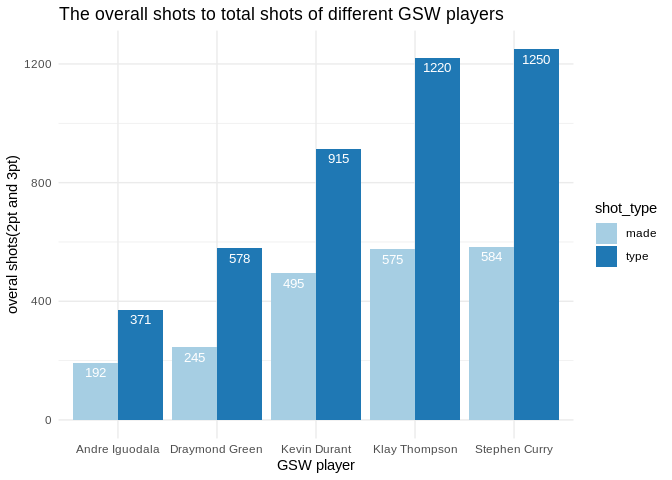 The overall shots to total shots of different GSW players
overal shots(2pt and 3pt)
1200
800
400
0
192
371
245
578
495
915
575
1220
584
1250
Andre Iguodala
Draymond Green
Kevin Durant
Klay Thompson
Stephen Curry
GSW player
shot_type
made
type